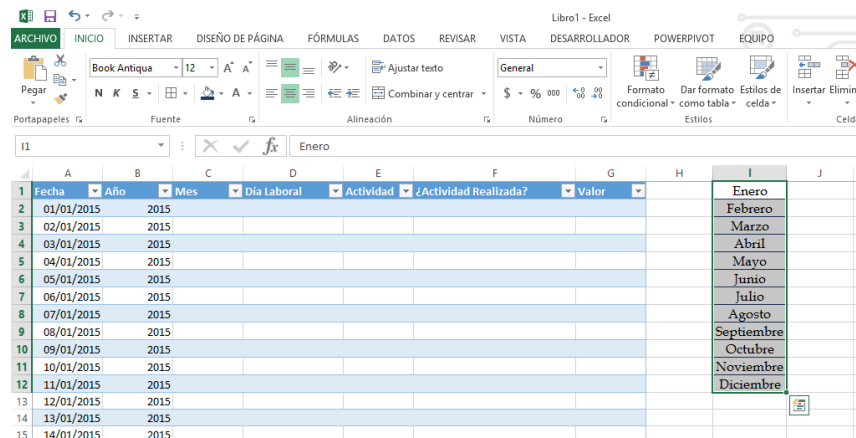 Libro1 - Excel
ARCHIVO INICIO INSERTAR DISEÑO DE PÁGINA FÓRMULAS DATOS REVISAR VISTA DESARROLLADOR POWERPIVOT EQUIPO
Book Antiqua 12 A A Ajustar texto General
Pegar N K S A Combinar y centrar $ % 000 Formato condicional Dar formato como tabla Estilos de celda Insertar Elimin
Portapapeles Fuente Alineación Número Estilos Celd
I1 fx Enero
A B C D E F G H I J
1 Fecha Año Mes Día Laboral Actividad ¿Actividad Realizada? Valor Enero
2 01/01/2015 2015 Febrero
3 02/01/2015 2015 Marzo
4 03/01/2015 2015 Abril
5 04/01/2015 2015 Mayo
6 05/01/2015 2015 Junio
7 06/01/2015 2015 Julio
8 07/01/2015 2015 Agosto
9 08/01/2015 2015 Septiembre
10 09/01/2015 2015 Octubre
11 10/01/2015 2015 Noviembre
12 11/01/2015 2015 Diciembre
13 12/01/2015 2015
14 13/01/2015 2015
15 14/01/2015 2015